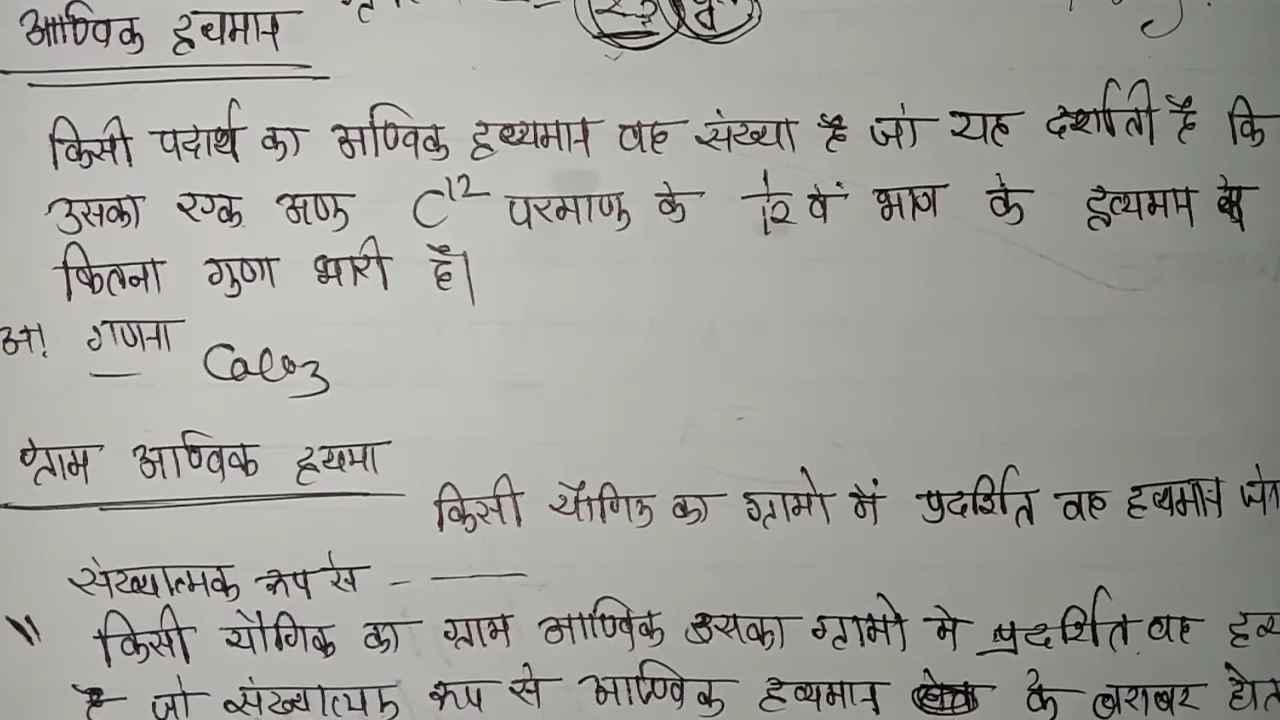 आण्विक द्रव्यमान
किसी पदार्थ का अण्विक द्रव्यमान वह संख्या है जो यह दर्शाती है कि
उसका एक अणु C12 परमाणु के 1/12 वें भाग के द्रव्यमान से
कितना गुणा भारी है।
गणना CaCO3
ग्राम आण्विक द्रव्यमा
किसी यौगिक का ग्रामो में प्रदर्शित वह द्रव्यमान जो
संख्यात्मक रूप से - —
किसी यौगिक का ग्राम आण्विक उसका ग्रामो मे प्रदर्शित वह द्रव्य
है जो संख्यात्मक रूप से आण्विक द्रव्यमान के बराबर होत